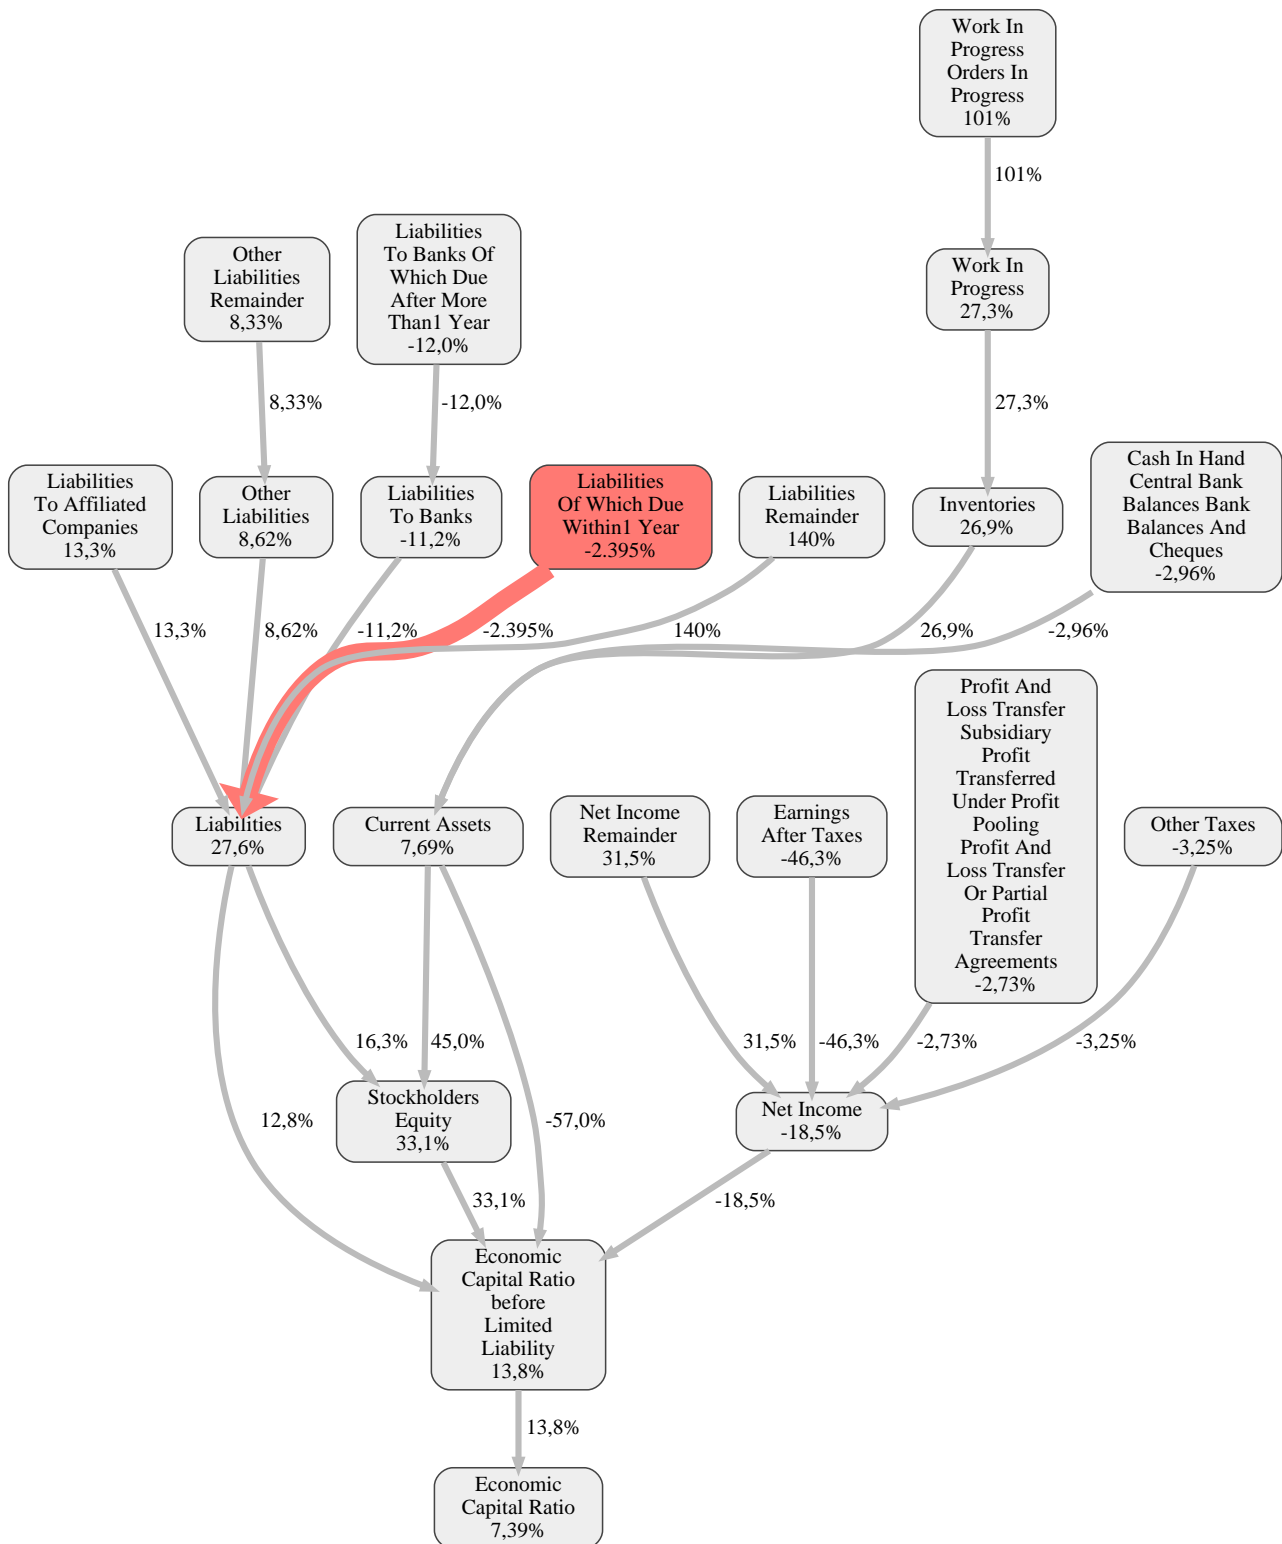 Work In
Progress
Orders In
Progress
101%
101%
Other
Liabilities
Remainder
8,33%
Liabilities
To Banks Of
Which Due
After More
Than1 Year
-12,0%
Work In
Progress
27,3%
8,33%
-12,0%
27,3%
Liabilities
To Affiliated
Companies
13,3%
Other
Liabilities
8,62%
Liabilities
To Banks
-11,2%
Liabilities
Of Which Due
Within1 Year
-2.395%
Liabilities
Remainder
140%
Inventories
26,9%
Cash In Hand
Central Bank
Balances Bank
Balances And
Cheques
-2,96%
13,3%
8,62%
-11,2%
-2.395%
140%
26,9%
-2,96%
Liabilities
27,6%
Current Assets
7,69%
Net Income
Remainder
31,5%
Earnings
After Taxes
-46,3%
Profit And
Loss Transfer
Subsidiary
Profit
Transferred
Under Profit
Pooling
Profit And
Loss Transfer
Or Partial
Profit
Transfer
Agreements
-2,73%
Other Taxes
-3,25%
16,3%
45,0%
31,5%
-46,3%
-2,73%
-3,25%
12,8%
Stockholders
Equity
33,1%
-57,0%
Net Income
-18,5%
33,1%
-18,5%
Economic
Capital Ratio
before
Limited
Liability
13,8%
13,8%
Economic
Capital Ratio
7,39%